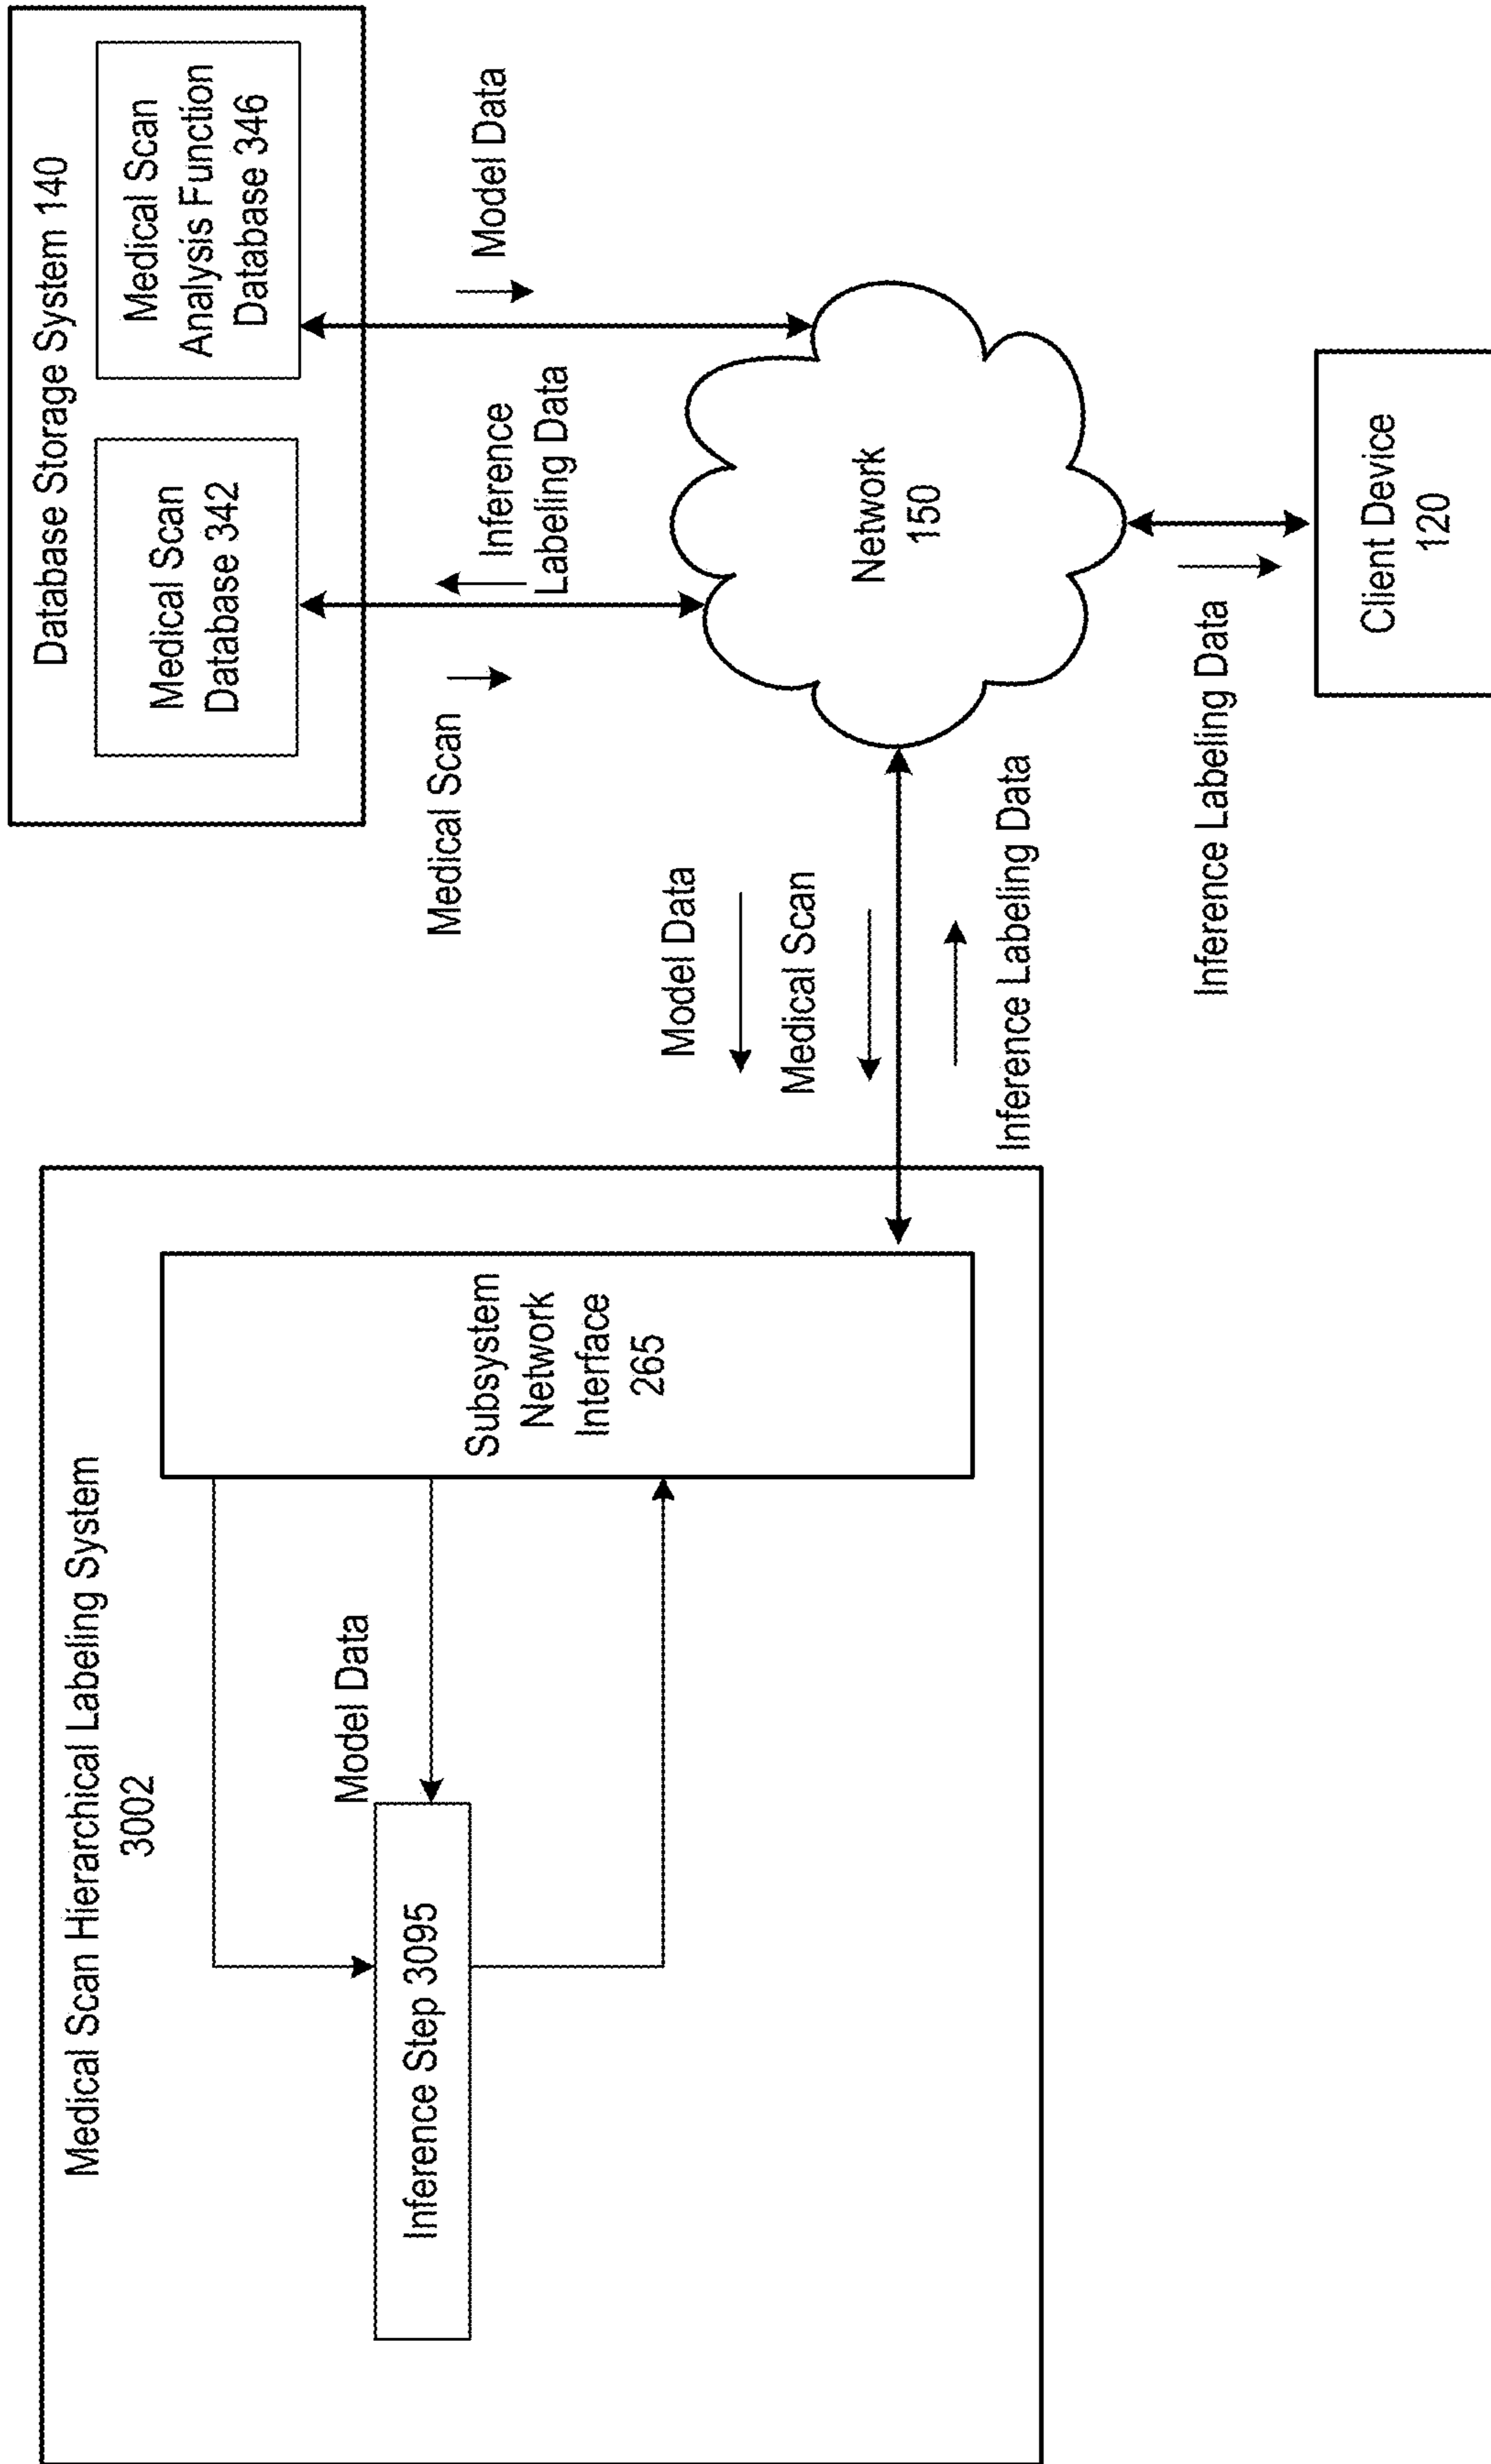 Medical Scan Hierarchical Labeling System
3002
Model Data
Inference Step 3095
Subsystem
Network
Interface
265
Model Data
Medical Scan
Inference Labeling Data
Database Storage System 140
Medical Scan
Database 342
Medical Scan
Analysis Function
Database 346
Medical Scan
Inference
Labeling Data
Model Data
Network
150
Inference Labeling Data
Client Device
120